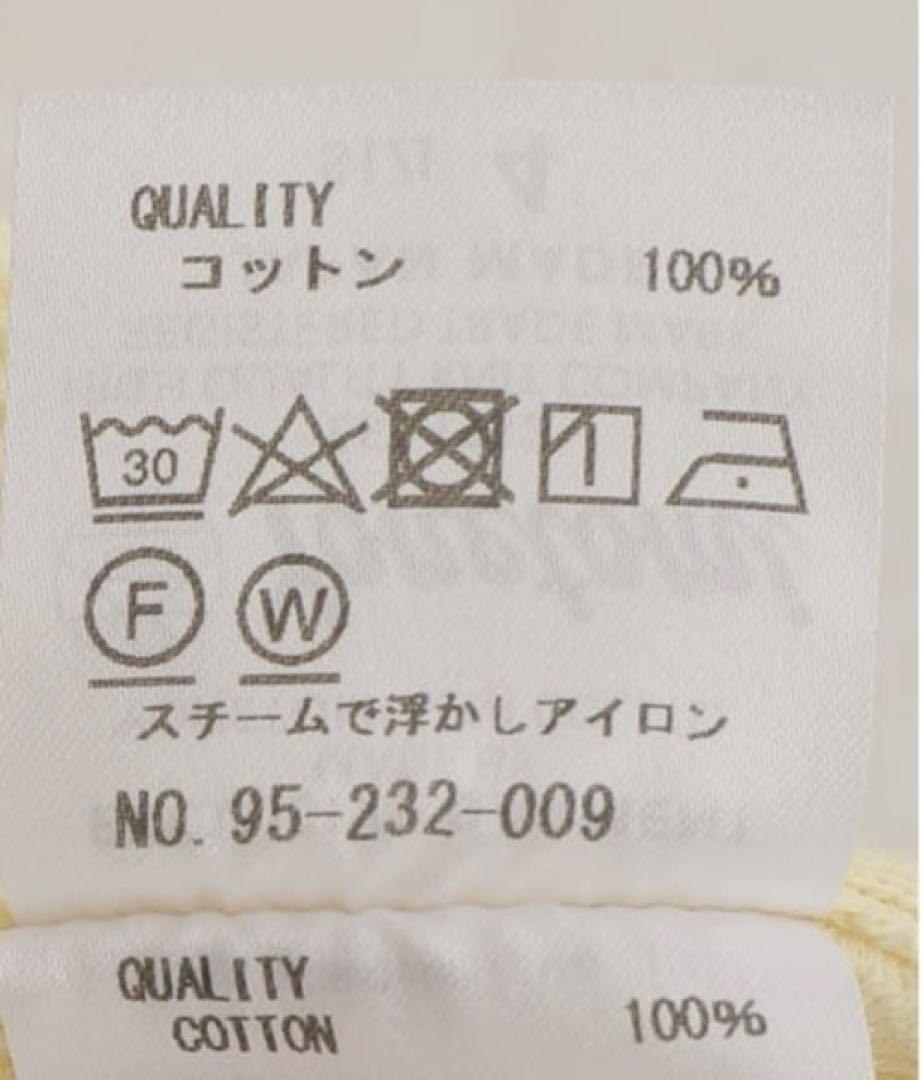 QUALITY
コットン 100%
30
F W
スチームで浮かしアイロン
NO. 95-232-009
QUALITY
COTTON 100%